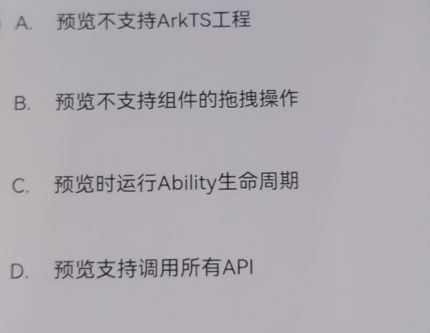 A. 预览不支持ArkTS工程
B. 预览不支持组件的拖拽操作
C. 预览时运行Ability生命周期
D. 预览支持调用所有API